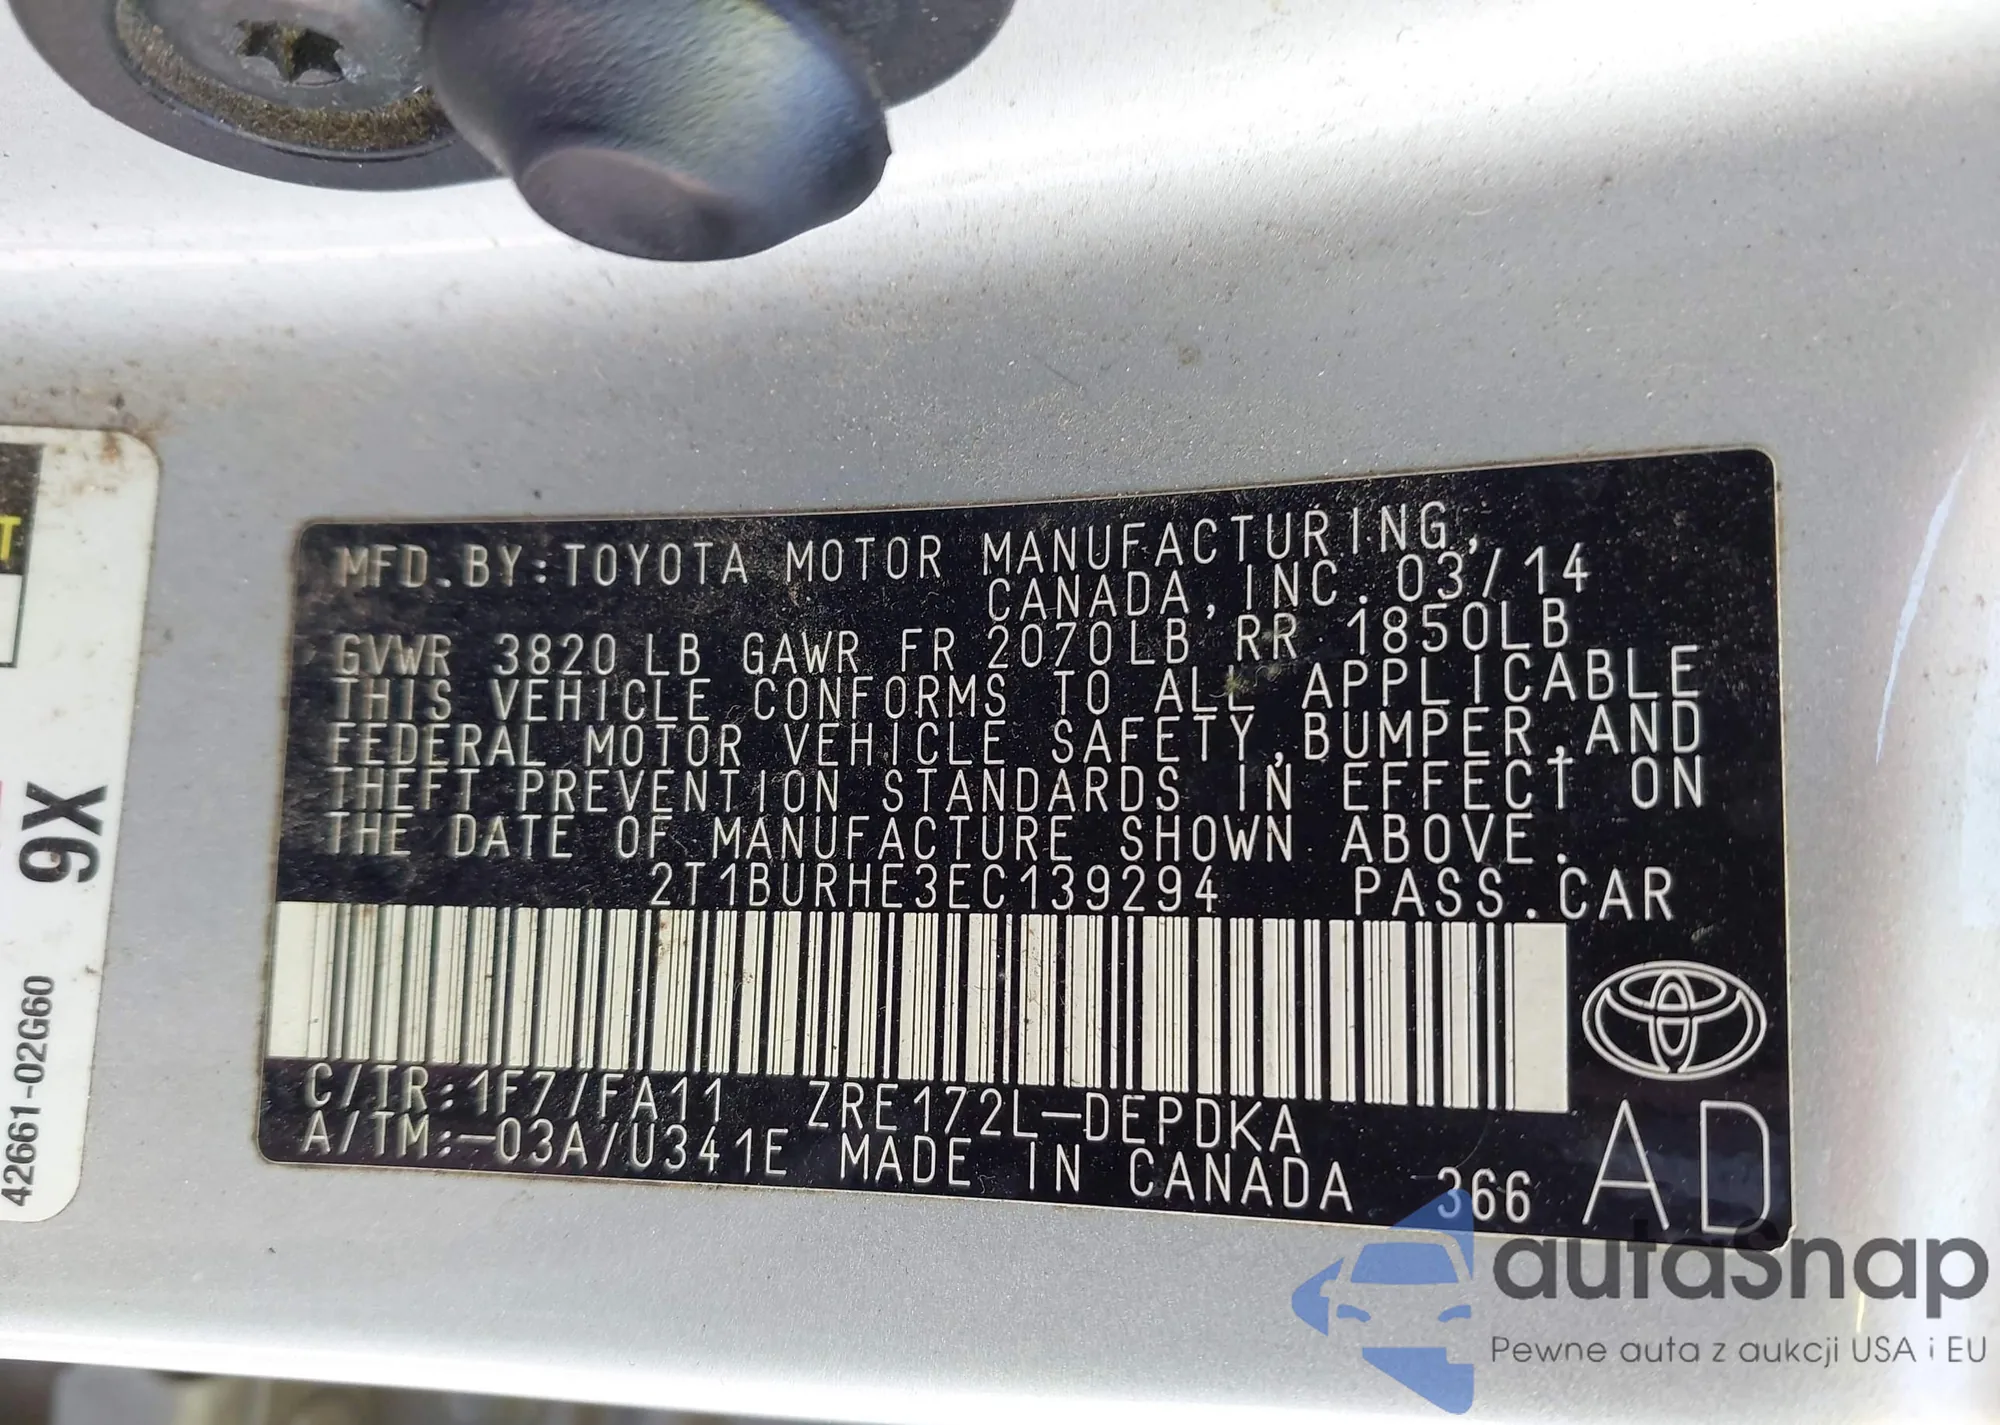 MFD. BY: TOYOTA MOTOR MANUFACTURING,
CANADA, INC. 03/14
GVWR 3820 LB GAWR FR 2070LB RR 1850LB
THIS VEHICLE CONFORMS TO ALL APPLICABLE
FEDERAL MOTOR VEHICLE SAFETY, BUMPER, AND
THEFT PREVENTION STANDARDS IN EFFECT ON
THE DATE OF MANUFACTURE SHOWN ABOVE.
2T1BURHE3EC139294 PASS. CAR
C/TR: 1F7/FA11 ZRE172L-DEPDKA
A/TM: -03A/U341E MADE IN CANADA 366
AD
T
9X
42661-02G60
autoSnap
Pewne auta z aukcji USA i EU